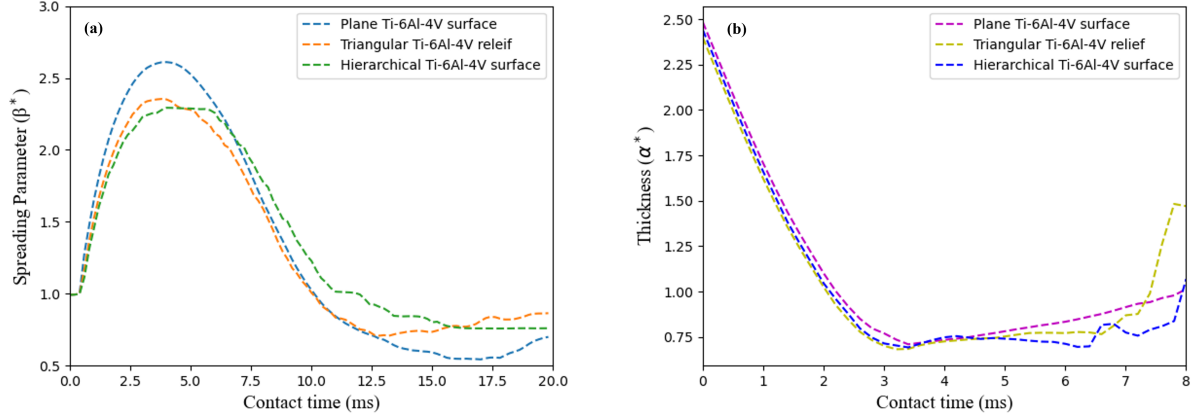 (a)
Plane Ti-6Al-4V surface
Triangular Ti-6Al-4V releif
Hierarchical Ti-6Al-4V surface
3.0
2.5
2.0
1.5
1.0
0.5
Spreading Parameter (β*)
0.0 2.5 5.0 7.5 10.0 12.5 15.0 17.5 20.0
Contact time (ms)
(b)
Plane Ti-6Al-4V surface
Triangular Ti-6Al-4V relief
Hierarchical Ti-6Al-4V surface
2.50
2.25
2.00
1.75
1.50
1.25
1.00
0.75
Thickness (α*)
0 1 2 3 4 5 6 7 8
Contact time (ms)